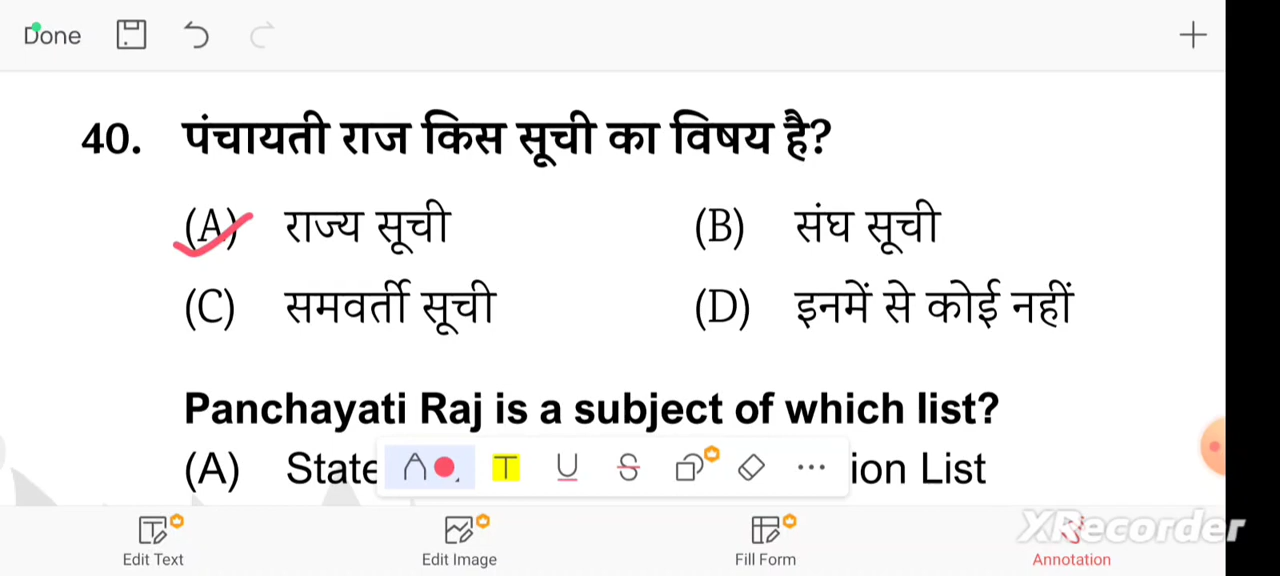 Done
40. पंचायती राज किस सूची का विषय है?
(A) राज्य सूची (B) संघ सूची
(C) समवर्ती सूची (D) इनमें से कोई नहीं
Panchayati Raj is a subject of which list?
(A) State ion List
Edit Text Edit Image Fill Form Annotation
XRecorder